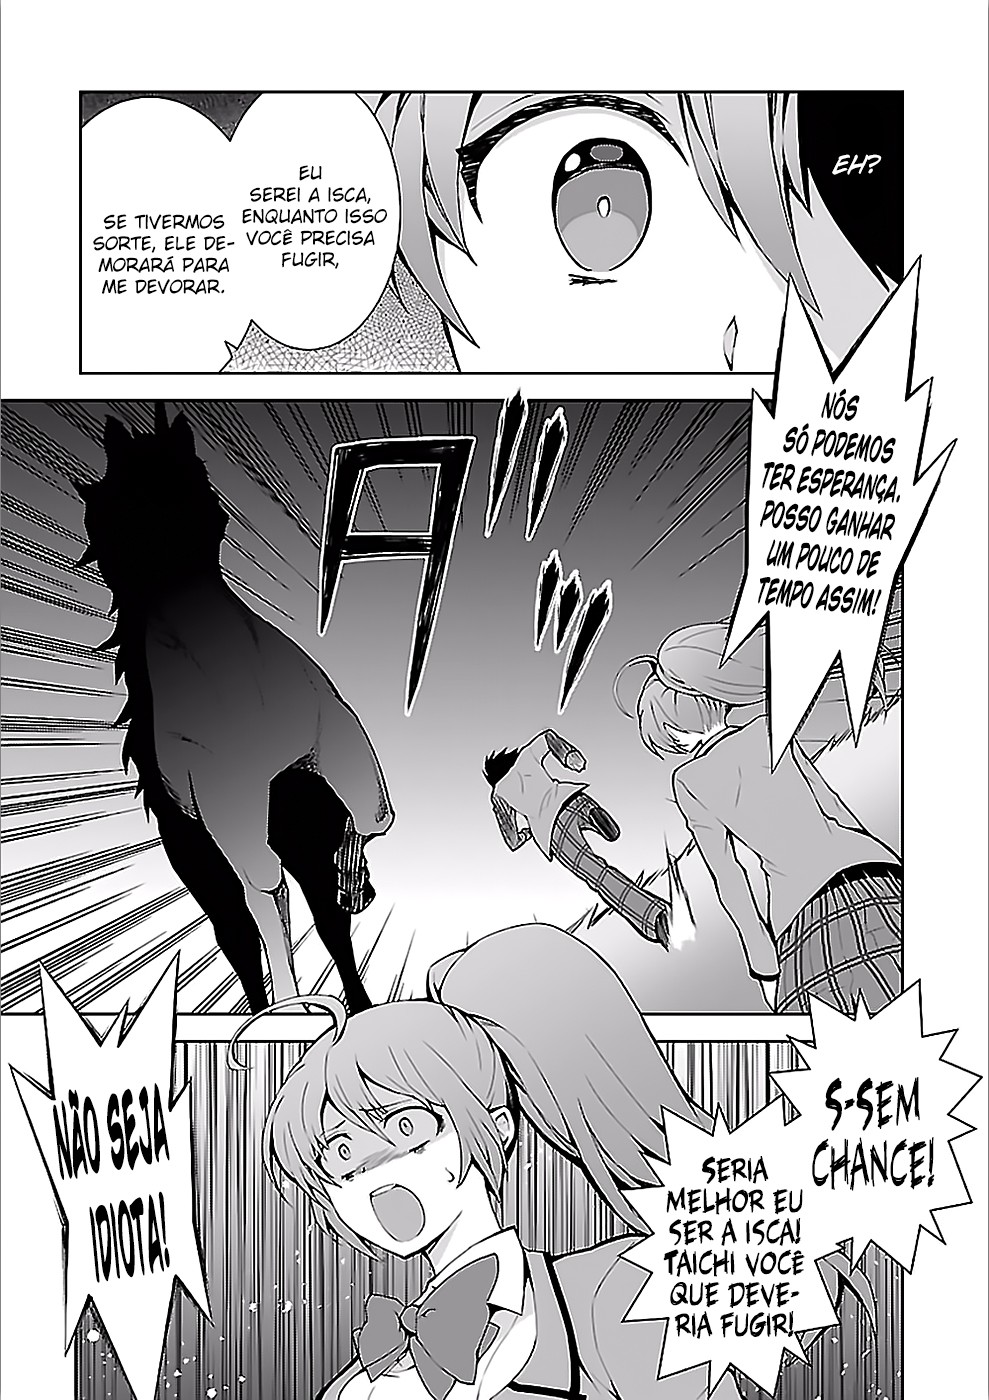 EH?
EU
SEREI A ISCA,
ENQUANTO ISSO
VOCÊ PRECISA
FUGIR,
SE TIVERMOS
SORTE, ELE DE-
MORARÁ PARA
ME DEVORAR.
NÓS
SÓ PODEMOS
TER ESPERANÇA.
POSSO GANHAR
UM POUCO DE
TEMPO ASSIM!
S-SEM
CHANCE!
SERIA
MELHOR EU
SER A ISCA!
TAICHI VOCÊ
QUE DEVE-
RIA FUGIR!
NÃO SEJA
IDIOTA!